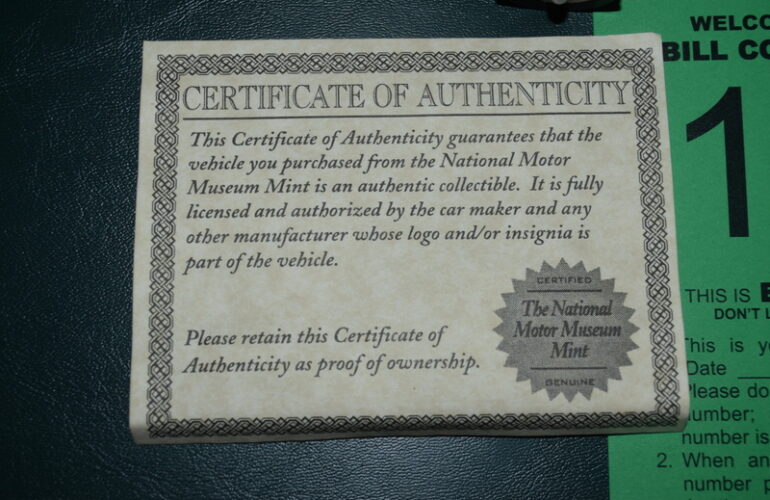 CERTIFICATE OF AUTHENTICITY
This Certificate of Authenticity guarantees that the
vehicle you purchased from the National Motor
Museum Mint is an authentic collectible. It is fully
licensed and authorized by the car maker and any
other manufacturer whose logo and/or insignia is
part of the vehicle.
Please retain this Certificate of
Authenticity as proof of ownership.
CERTIFIED
The National
Motor Museum
Mint
GENUINE
BILL
1
THIS IS
DON'T
This is
Date
Please
number;
number is
2. When
number